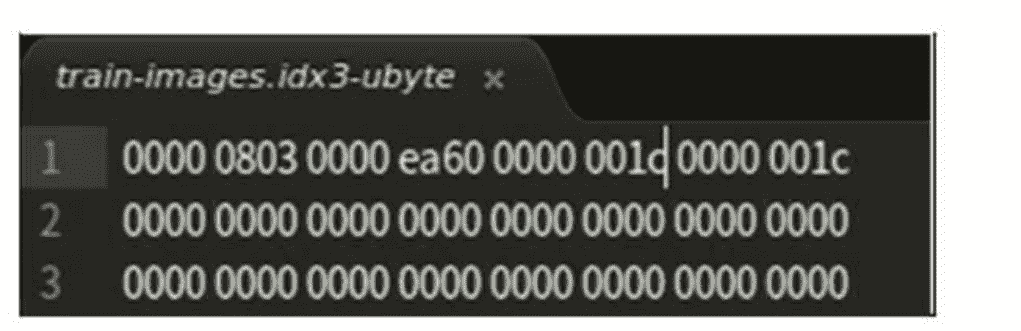 train-images.idx3-ubyte ×
1 0000 0803 0000 ea60 0000 001c 0000 001c
2 0000 0000 0000 0000 0000 0000 0000 0000
3 0000 0000 0000 0000 0000 0000 0000 0000